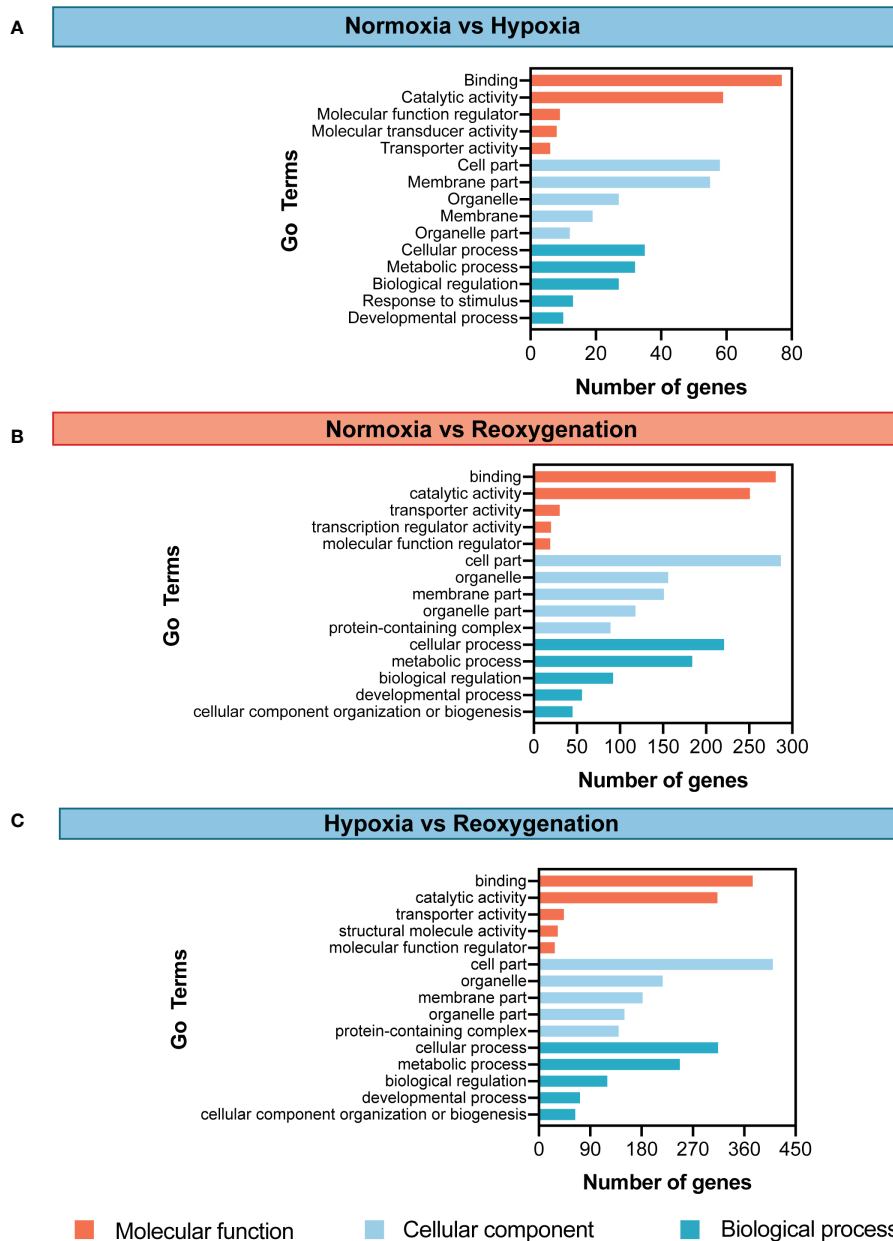 A
Normoxia vs Hypoxia
Go Terms
Binding
Catalytic activity
Molecular function regulator
Molecular transducer activity
Transporter activity
Cell part
Membrane part
Organelle
Membrane
Organelle part
Cellular process
Metabolic process
Biological regulation
Response to stimulus
Developmental process
0 20 40 60 80
Number of genes
B
Normoxia vs Reoxygenation
Go Terms
binding
catalytic activity
transporter activity
transcription regulator activity
molecular function regulator
cell part
organelle
membrane part
organelle part
protein-containing complex
cellular process
metabolic process
biological regulation
developmental process
cellular component organization or biogenesis
0 50 100 150 200 250 300
Number of genes
C
Hypoxia vs Reoxygenation
Go Terms
binding
catalytic activity
transporter activity
structural molecule activity
molecular function regulator
cell part
organelle
membrane part
organelle part
protein-containing complex
cellular process
metabolic process
biological regulation
developmental process
cellular component organization or biogenesis
0 90 180 270 360 450
Number of genes
Molecular function Cellular component Biological process